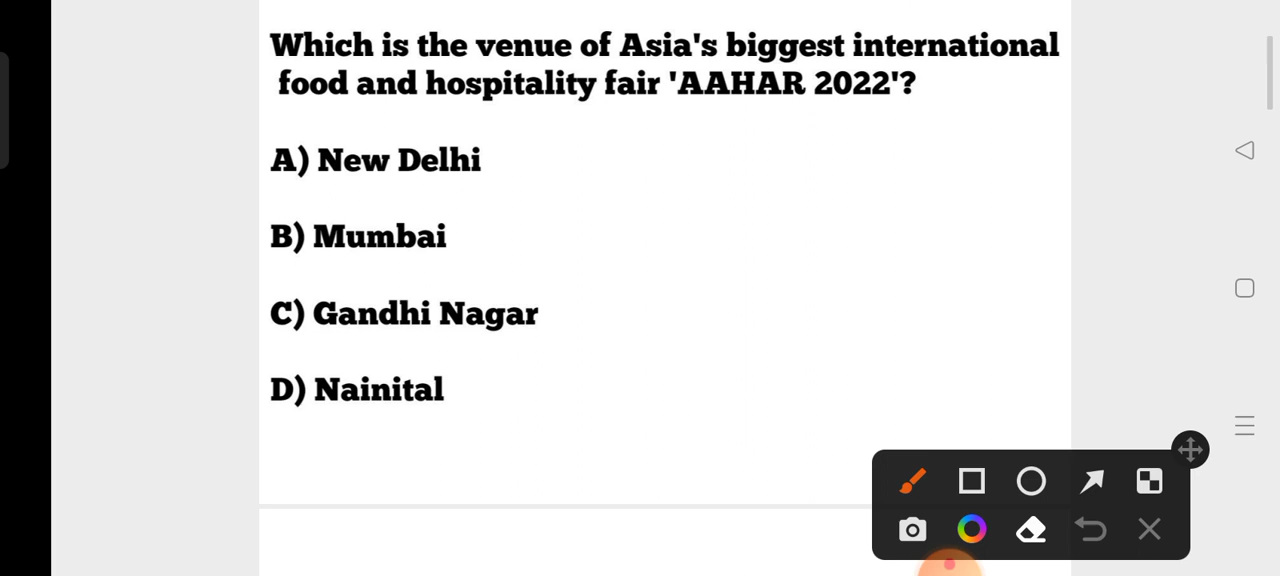 Which is the venue of Asia's biggest international
food and hospitality fair 'AAHAR 2022'?
A) New Delhi
B) Mumbai
C) Gandhi Nagar
D) Nainital